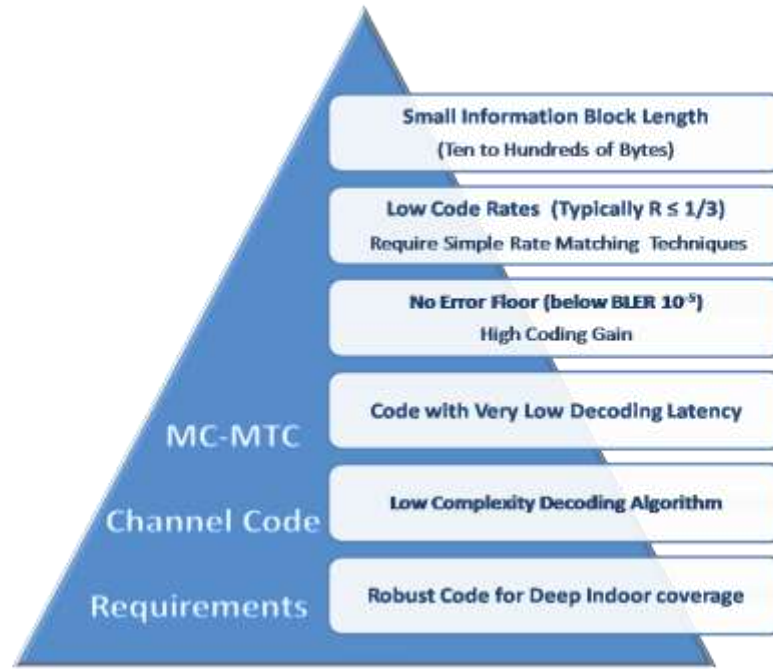 Small Information Block Length
(Ten to Hundreds of Bytes)
Low Code Rates (Typically R ≤ 1/3)
Require Simple Rate Matching Techniques
No Error Floor (below BLER 10⁻⁵)
High Coding Gain
Code with Very Low Decoding Latency
Low Complexity Decoding Algorithm
Robust Code for Deep Indoor coverage
MC-MTC
Channel Code
Requirements